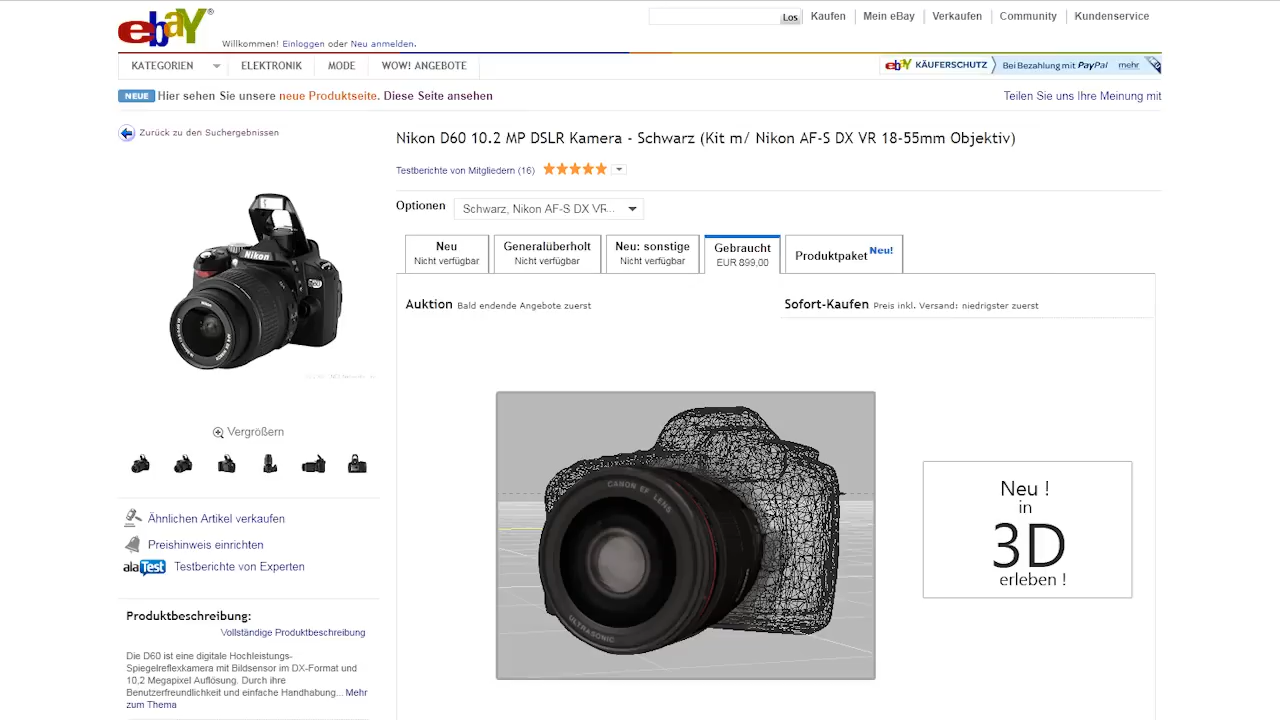 ebaY®
Willkommen! Einloggen oder Neu anmelden.
Los
Kaufen
Mein eBay
Verkaufen
Community
Kundenservice
KATEGORIEN
ELEKTRONIK
MODE
WOW! ANGEBOTE
ebaY KÄUFERSCHUTZ
Bei Bezahlung mit PayPal mehr
NEUE Hier sehen Sie unsere neue Produktseite. Diese Seite ansehen
Teilen Sie uns Ihre Meinung mit
Zurück zu den Suchergebnissen
Nikon D60 10.2 MP DSLR Kamera - Schwarz (Kit m/ Nikon AF-S DX VR 18-55mm Objektiv)
Testberichte von Mitgliedern (16)
Optionen
Schwarz, Nikon AF-S DX VR...
Neu
Nicht verfügbar
Generalüberholt
Nicht verfügbar
Neu: sonstige
Nicht verfügbar
Gebraucht
EUR 899,00
Produktpaket Neu!
Auktion Bald endende Angebote zuerst
Sofort-Kaufen Preis inkl. Versand: niedrigster zuerst
Nikon
D60
Vergrößern
CANON EF LENS
ULTRASONIC
Neu !
in
3D
erleben !
Ähnlichen Artikel verkaufen
Preishinweis einrichten
alaTest Testberichte von Experten
Produktbeschreibung:
Vollständige Produktbeschreibung
Die D60 ist eine digitale Hochleistungs-
Spiegelreflexkamera mit Bildsensor im DX-Format und
10,2 Megapixel Auflösung. Durch ihre
Benutzerfreundlichkeit und einfache Handhabung... Mehr
zum Thema